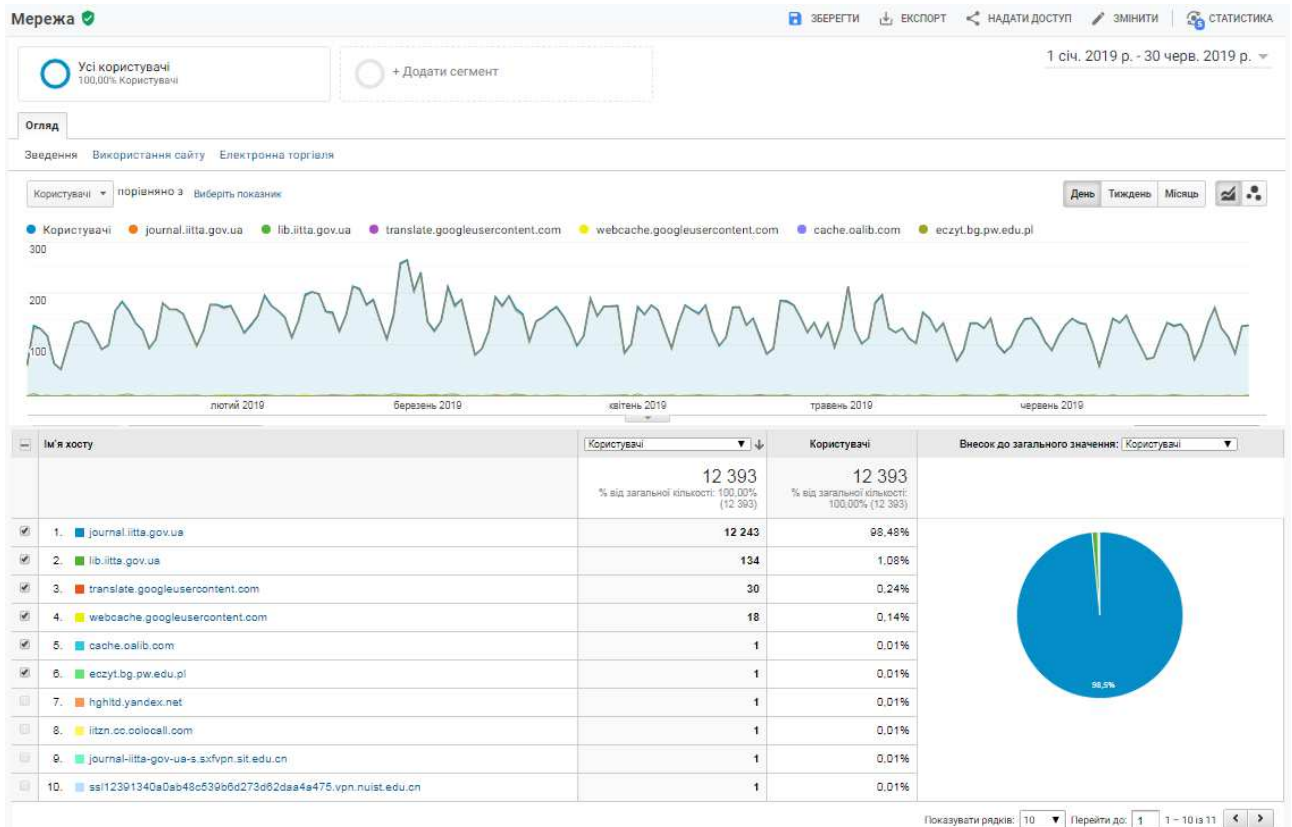 Мережа
ЗБЕРЕГТИ ЕКСПОРТ НАДАТИ ДОСТУП ЗМІНИТИ СТАТИСТИКА
Усі користувачі
100,00% Користувачі
+ Додати сегмент
1 січ. 2019 р. - 30 черв. 2019 р.
Огляд
Зведення Використання сайту Електронна торгівля
Користувачі порівняно з Виберіть показник
День Тиждень Місяць
Користувачі journal.iitta.gov.ua lib.iitta.gov.ua translate.googleusercontent.com webcache.googleusercontent.com cache.oalib.com eczyt.bg.pw.edu.pl
300
200
100
лютий 2019 березень 2019 квітень 2019 травень 2019 червень 2019
Ім'я хосту Користувачі Користувачі Внесок до загального значення: Користувачі
12 393 12 393
% від загальної кількості: 100,00% % від загальної кількості:
(12 393) 100,00% (12 393)
1. journal.iitta.gov.ua 12 243 98,48%
2. lib.iitta.gov.ua 134 1,08%
3. translate.googleusercontent.com 30 0,24%
4. webcache.googleusercontent.com 18 0,14%
5. cache.oalib.com 1 0,01%
6. eczyt.bg.pw.edu.pl 1 0,01%
7. hghltd.yandex.net 1 0,01%
8. iitzn.cc.colocall.com 1 0,01%
9. journal-iitta-gov-ua-s.sxfvpn.sit.edu.cn 1 0,01%
10. ssl12391340a0ab48c539b6d273d62daa4a475.vpn.nuist.edu.cn 1 0,01%
98,5%
Показувати рядків: 10 Перейти до: 1 1 – 10 із 11